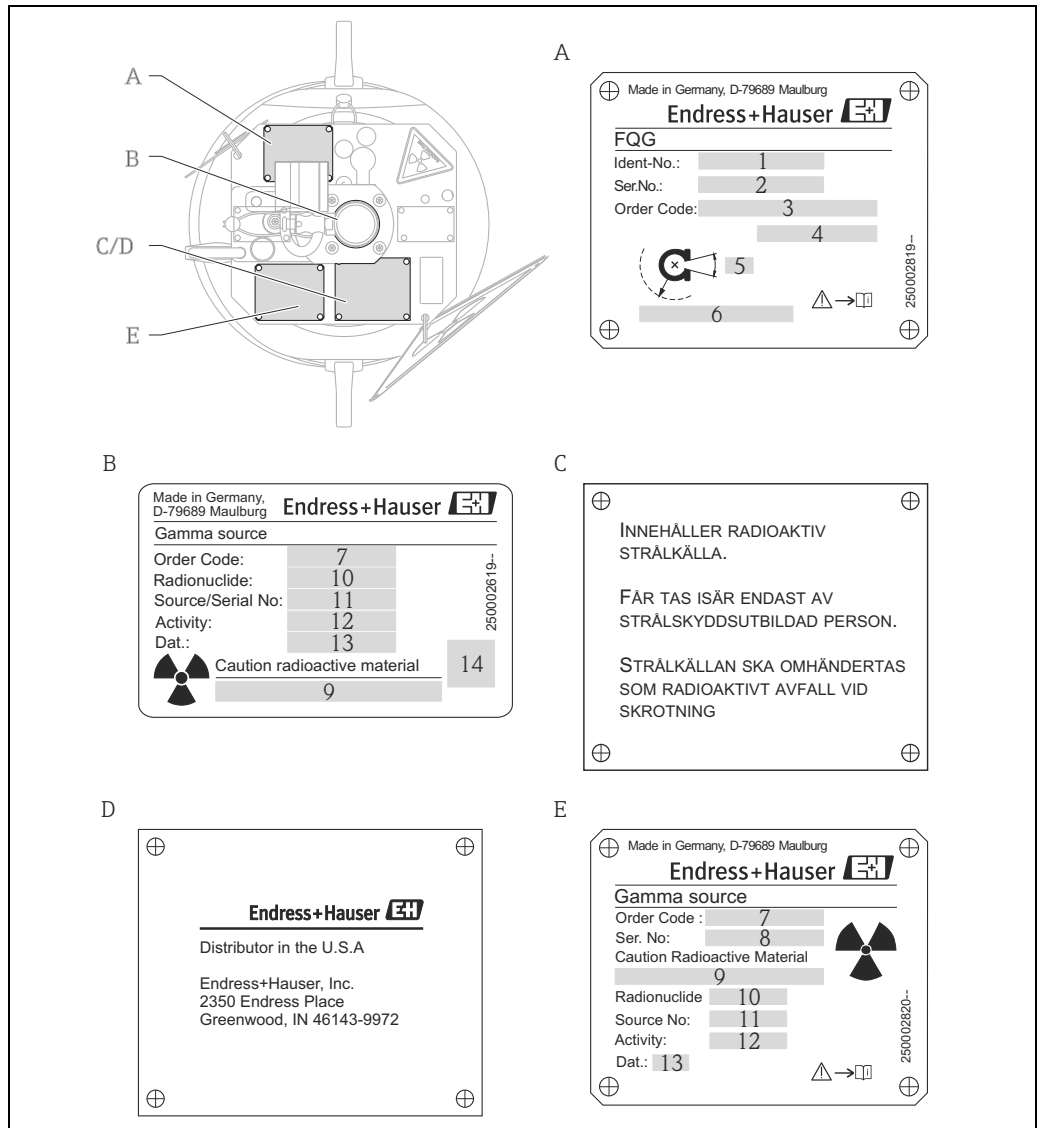 A
B
C/D
E
A
Made in Germany, D-79689 Maulburg
Endress+Hauser EH
FQG
Ident-No.: 1
Ser.No.: 2
Order Code: 3
4
5
6
250002819--
B
Made in Germany,
D-79689 Maulburg
Endress+Hauser EH
Gamma source
Order Code: 7
Radionuclide: 10
Source/Serial No: 11
Activity: 12
Dat.: 13
Caution radioactive material
9
14
250002619--
C
INNEHÅLLER RADIOAKTIV
STRÅLKÄLLA.
FÅR TAS ISÄR ENDAST AV
STRÅLSKYDDSUTBILDAD PERSON.
STRÅLKÄLLAN SKA OMHÄNDERTAS
SOM RADIOAKTIVT AVFALL VID
SKROTNING
D
Endress+Hauser EH
Distributor in the U.S.A
Endress+Hauser, Inc.
2350 Endress Place
Greenwood, IN 46143-9972
E
Made in Germany, D-79689 Maulburg
Endress+Hauser EH
Gamma source
Order Code : 7
Ser. No: 8
Caution Radioactive Material
9
Radionuclide 10
Source No: 11
Activity: 12
Dat.: 13
250002820--